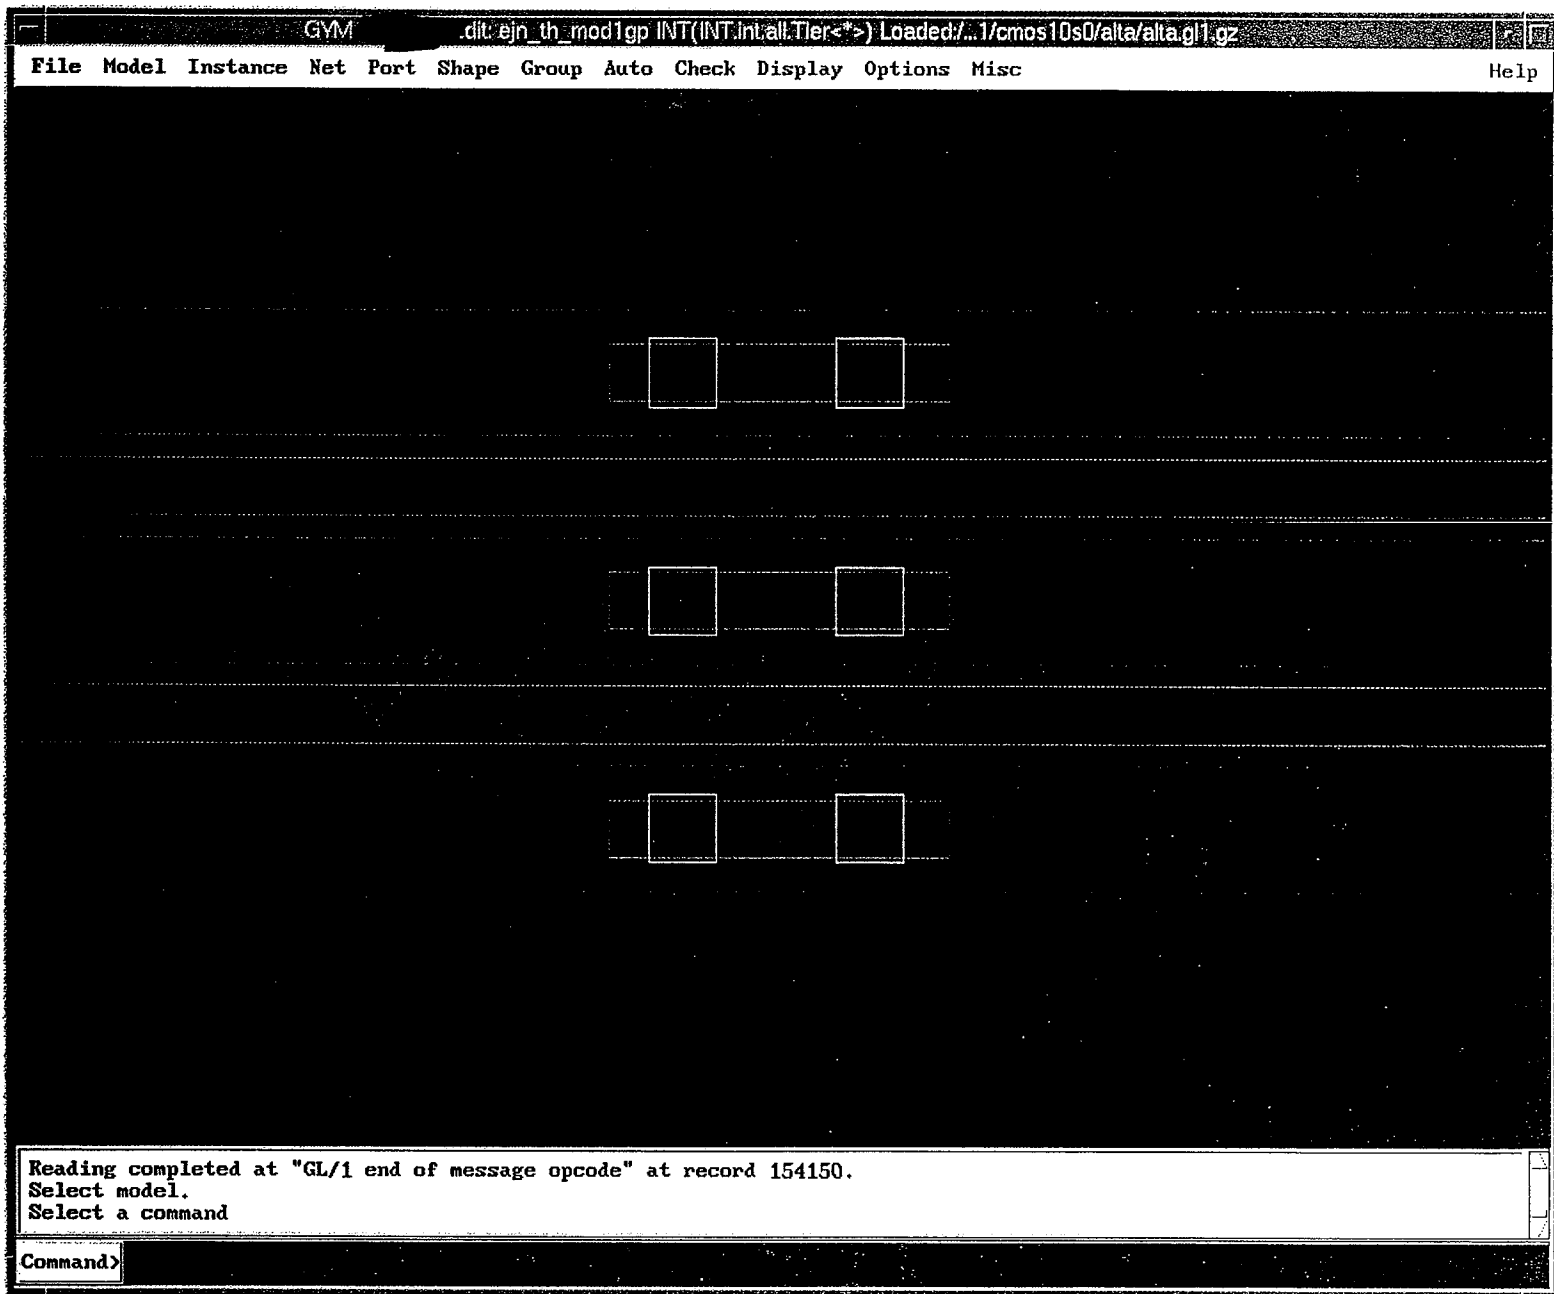 GYM .dit: ejn_th_mod1gp INT(INT.int.all.Tier<*>) Loaded:/...1/cmos10s0/alta/alta.gl1.gz
File Model Instance Net Port Shape Group Auto Check Display Options Misc Help
Reading completed at "GL/1 end of message opcode" at record 154150.
Select model.
Select a command
Command>